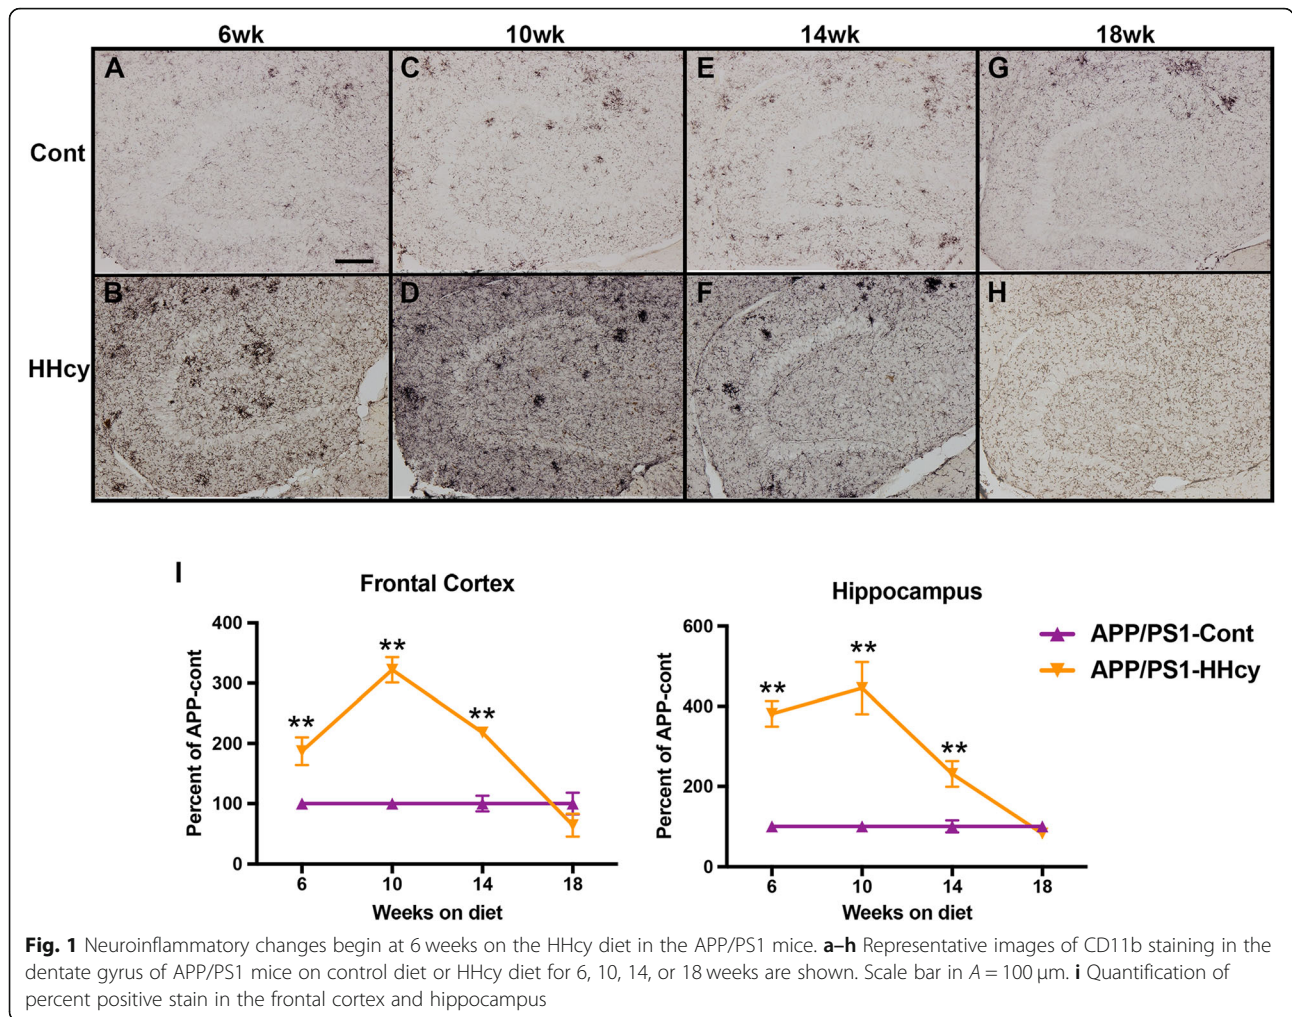 6wk 10wk 14wk 18wk
A C E G
Cont
B D F H
HHcy
I
Frontal Cortex
400
300
200
100
0
Percent of APP-cont
** ** **
6 10 14 18
Weeks on diet
Hippocampus
600
400
200
0
Percent of APP-cont
** ** **
6 10 14 18
Weeks on diet
APP/PS1-Cont
APP/PS1-HHcy
Fig. 1 Neuroinflammatory changes begin at 6 weeks on the HHcy diet in the APP/PS1 mice. a–h Representative images of CD11b staining in the
dentate gyrus of APP/PS1 mice on control diet or HHcy diet for 6, 10, 14, or 18 weeks are shown. Scale bar in A = 100 μm. i Quantification of
percent positive stain in the frontal cortex and hippocampus